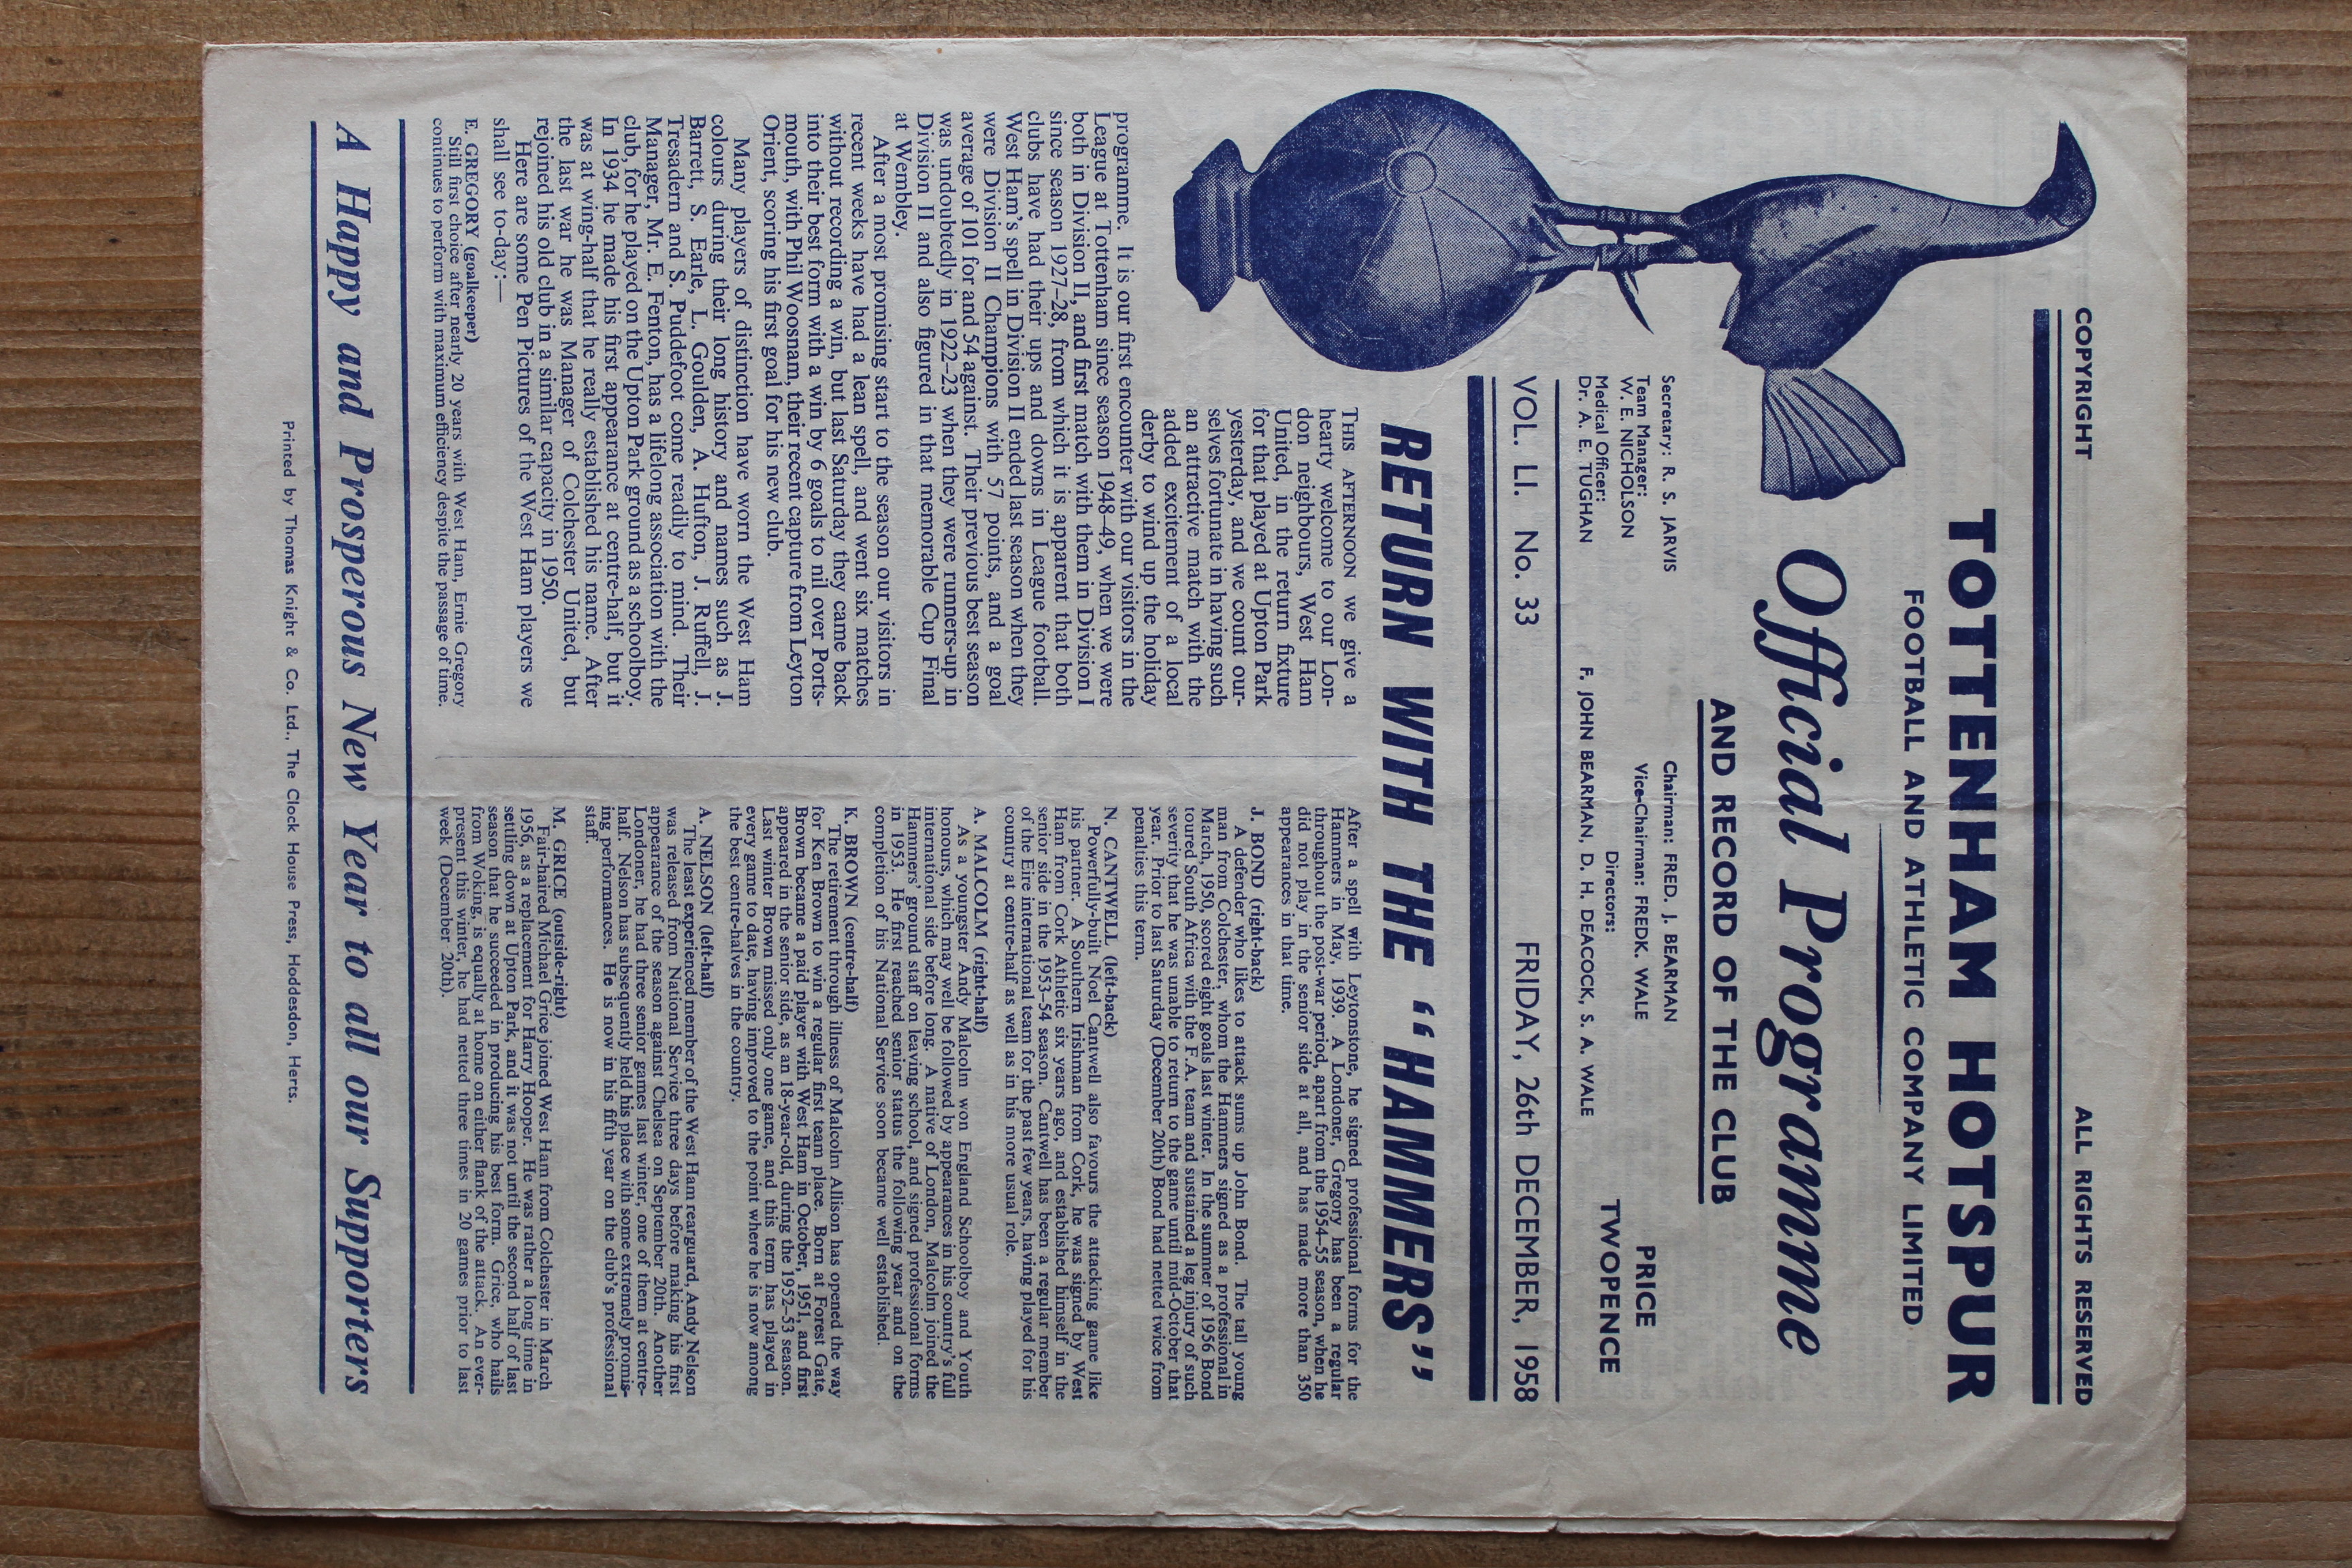 COPYRIGHT ALL RIGHTS RESERVED
TOTTENHAM HOTSPUR
FOOTBALL AND ATHLETIC COMPANY LIMITED
Official Programme
AND RECORD OF THE CLUB
Secretary: R. S. JARVIS
Team Manager:
W. E. NICHOLSON
Medical Officer:
Dr. A. E. TUGHAN
Chairman: FRED. J. BEARMAN
Vice-Chairman: FREDK. WALE
Directors:
F. JOHN BEARMAN, D. H. DEACOCK, S. A. WALE
PRICE
TWOPENCE
VOL. LI. No. 33 FRIDAY, 26th DECEMBER, 1958
RETURN WITH THE “HAMMERS”
THIS AFTERNOON we give a
hearty welcome to our Lon-
don neighbours, West Ham
United, in the return fixture
for that played at Upton Park
yesterday, and we count our-
selves fortunate in having such
an attractive match with the
added excitement of a local
derby to wind up the holiday
programme. It is our first encounter with our visitors in the
League at Tottenham since season 1948–49, when we were
both in Division II, and first match with them in Division I
since season 1927–28, from which it is apparent that both
clubs have had their ups and downs in League football.
West Ham's spell in Division II ended last season when they
were Division II Champions with 57 points, and a goal
average of 101 for and 54 against. Their previous best season
was undoubtedly in 1922–23 when they were runners-up in
Division II and also figured in that memorable Cup Final
at Wembley.
After a most promising start to the season our visitors in
recent weeks have had a lean spell, and went six matches
without recording a win, but last Saturday they came back
into their best form with a win by 6 goals to nil over Ports-
mouth, with Phil Woosnam, their recent capture from Leyton
Orient, scoring his first goal for his new club.
Many players of distinction have worn the West Ham
colours during their long history and names such as J.
Barrett, S. Earle, L. Goulden, A. Hufton, J. Ruffell, J.
Tresadern and S. Puddefoot come readily to mind. Their
Manager, Mr. E. Fenton, has a lifelong association with the
club, for he played on the Upton Park ground as a schoolboy.
In 1934 he made his first appearance at centre-half, but it
was at wing-half that he really established his name. After
the last war he was Manager of Colchester United, but
rejoined his old club in a similar capacity in 1950.
Here are some Pen Pictures of the West Ham players we
shall see to-day:—
E. GREGORY (goalkeeper)
Still first choice after nearly 20 years with West Ham, Ernie Gregory
continues to perform with maximum efficiency despite the passage of time.
After a spell with Leytonstone, he signed professional forms for the
Hammers in May, 1939. A Londoner, Gregory has been a regular
throughout the post-war period, apart from the 1954–55 season, when he
did not play in the senior side at all, and has made more than 350
appearances in that time.
J. BOND (right-back)
A defender who likes to attack sums up John Bond. The tall young
man from Colchester, whom the Hammers signed as a professional in
March, 1950, scored eight goals last winter. In the summer of 1956 Bond
toured South Africa with the F.A. team and sustained a leg injury of such
severity that he was unable to return to the game until mid-October that
year. Prior to last Saturday (December 20th) Bond had netted twice from
penalties this term.
N. CANTWELL (left-back)
Powerfully-built Noel Cantwell also favours the attacking game like
his partner. A Southern Irishman from Cork, he was signed by West
Ham from Cork Athletic six years ago, and established himself in the
senior side in the 1953–54 season. Cantwell has been a regular member
of the Eire international team for the past few years, having played for his
country at centre-half as well as in his more usual role.
A. MALCOLM (right-half)
As a youngster Andy Malcolm won England Schoolboy and Youth
honours, which may well be followed by appearances in his country's full
international side before long. A native of London, Malcolm joined the
Hammers' ground staff on leaving school, and signed professional forms
in 1953. He first reached senior status the following year and on the
completion of his National Service soon became well established.
K. BROWN (centre-half)
The retirement through illness of Malcolm Allison has opened the way
for Ken Brown to win a regular first team place. Born at Forest Gate,
Brown became a paid player with West Ham in October, 1951, and first
appeared in the senior side, as an 18-year-old, during the 1952–53 season.
Last winter Brown missed only one game, and this term has played in
every game to date, having improved to the point where he is now among
the best centre-halves in the country.
A. NELSON (left-half)
The least experienced member of the West Ham rearguard, Andy Nelson
was released from National Service three days before making his first
appearance of the season against Chelsea on September 20th. Another
Londoner, he had three senior games last winter, one of them at centre-
half. Nelson has subsequently held his place with some extremely promis-
ing performances. He is now in his fifth year on the club's professional
staff.
M. GRICE (outside-right)
Fair-haired Michael Grice joined West Ham from Colchester in March
1956, as a replacement for Harry Hooper. He was rather a long time in
settling down at Upton Park, and it was not until the second half of last
season that he succeeded in producing his best form. Grice, who hails
from Woking, is equally at home on either flank of the attack. An ever-
present this winter, he had netted three times in 20 games prior to last
week (December 20th).
A Happy and Prosperous New Year to all our Supporters
Printed by Thomas Knight & Co. Ltd., The Clock House Press, Hoddesdon, Herts.